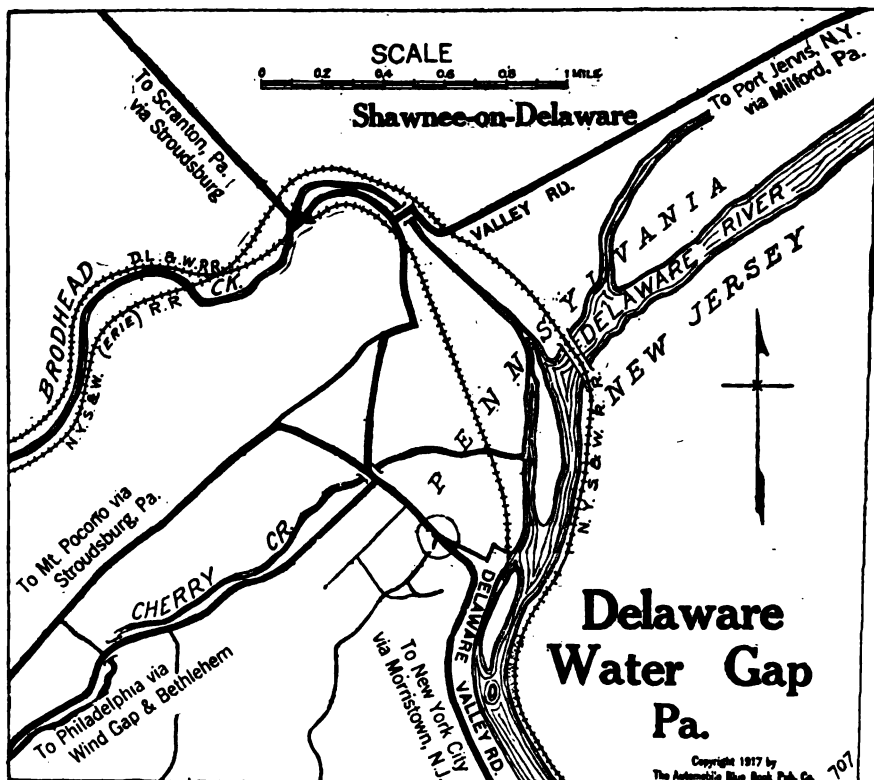 SCALE
0 0.2 0.4 0.6 0.8 1 MILE
Shawnee-on-Delaware
To Scranton, Pa.
via Stroudsburg
To Port Jervis, N.Y.
via Milford, Pa.
VALLEY RD.
PENNSYLVANIA
DELAWARE RIVER
NEW JERSEY
BRODHEAD CK.
D.L. & W. RR.
N.Y.S. & W. (ERIE) R.R
N.Y.S. & W. R. R.
To Mt. Pocono via
Stroudsburg, Pa.
CHERRY CR.
To Philadelphia via
Wind Gap & Bethlehem
To New York City
via Morristown, N.J.
DELAWARE VALLEY RD.
Delaware
Water Gap
Pa.
Copyright 1917 by
The Automobile Blue Book Pub. Co.
707